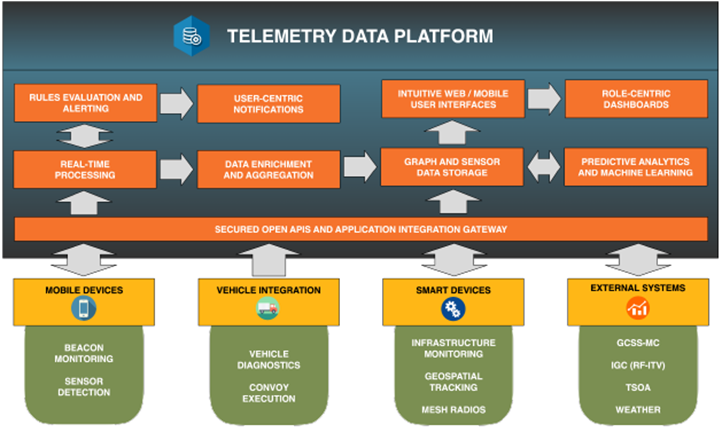 TELEMETRY DATA PLATFORM
RULES EVALUATION AND
ALERTING
USER-CENTRIC
NOTIFICATIONS
INTUITIVE WEB / MOBILE
USER INTERFACES
ROLE-CENTRIC
DASHBOARDS
REAL-TIME
PROCESSING
DATA ENRICHMENT
AND AGGREGATION
GRAPH AND SENSOR
DATA STORAGE
PREDICTIVE ANALYTICS
AND MACHINE LEARNING
SECURED OPEN APIS AND APPLICATION INTEGRATION GATEWAY
MOBILE DEVICES
BEACON
MONITORING
SENSOR
DETECTION
VEHICLE INTEGRATION
VEHICLE
DIAGNOSTICS
CONVOY
EXECUTION
SMART DEVICES
INFRASTRUCTURE
MONITORING
GEOSPATIAL
TRACKING
MESH RADIOS
EXTERNAL SYSTEMS
GCSS-MC
IGC (RF-ITV)
TSOA
WEATHER